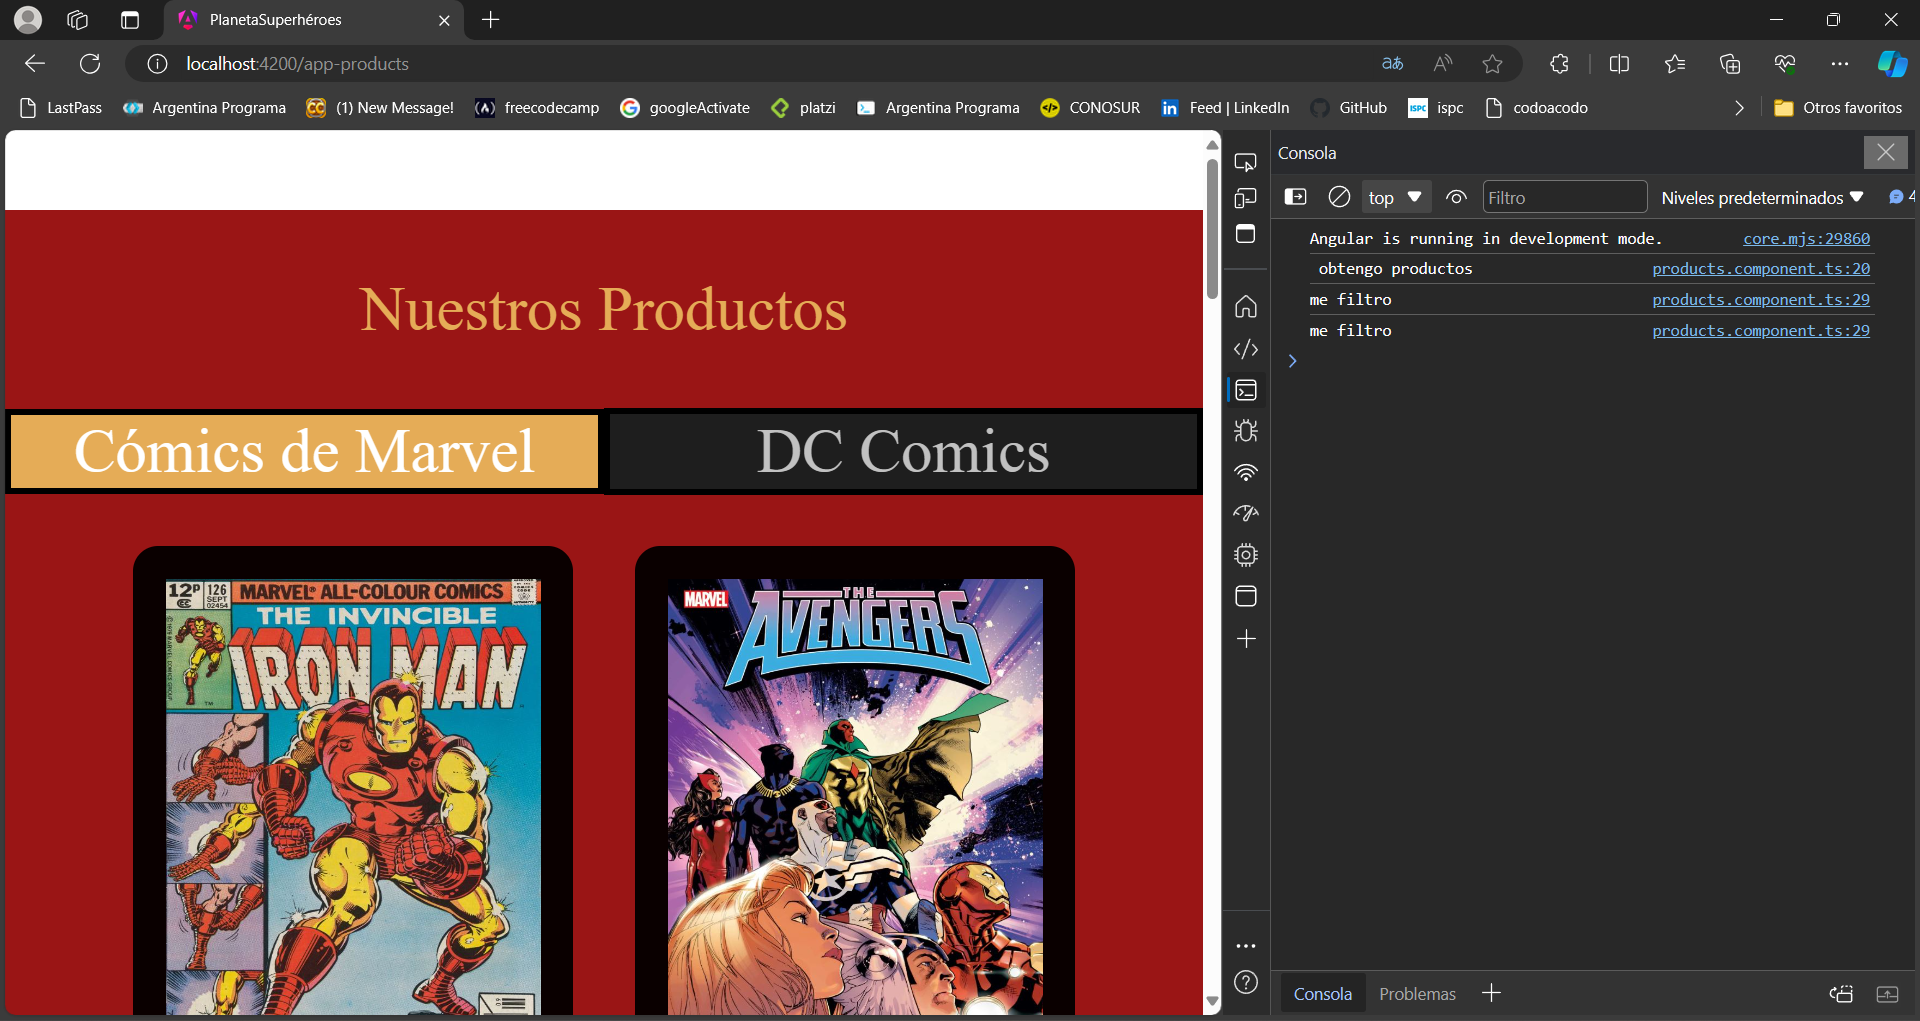 PlanetaSuperhéroes
localhost:4200/app-products
LastPass Argentina Programa (1) New Message! freecodecamp googleActivate platzi Argentina Programa CONOSUR Feed | LinkedIn GitHub ispc codoacodo Otros favoritos
Nuestros Productos
Cómics de Marvel
DC Comics
12P 126 SEPT 02454 MARVEL ALL-COLOUR COMICS
THE INVINCIBLE
IRON MAN
MARVEL
THE
AVENGERS
Consola
top Filtro Niveles predeterminados 4
Angular is running in development mode. core.mjs:29860
obtengo productos products.component.ts:20
me filtro products.component.ts:29
me filtro products.component.ts:29
Consola Problemas